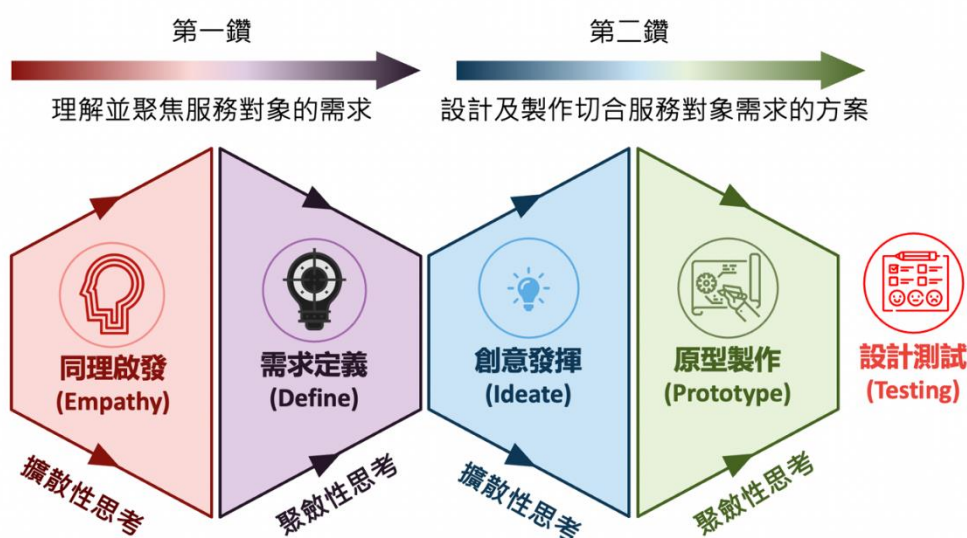 第一鑽
第二鑽
理解並聚焦服務對象的需求
設計及製作切合服務對象需求的方案
同理啟發
(Empathy)
需求定義
(Define)
創意發揮
(Ideate)
原型製作
(Prototype)
設計測試
(Testing)
擴散性思考
聚斂性思考
擴散性思考
聚斂性思考